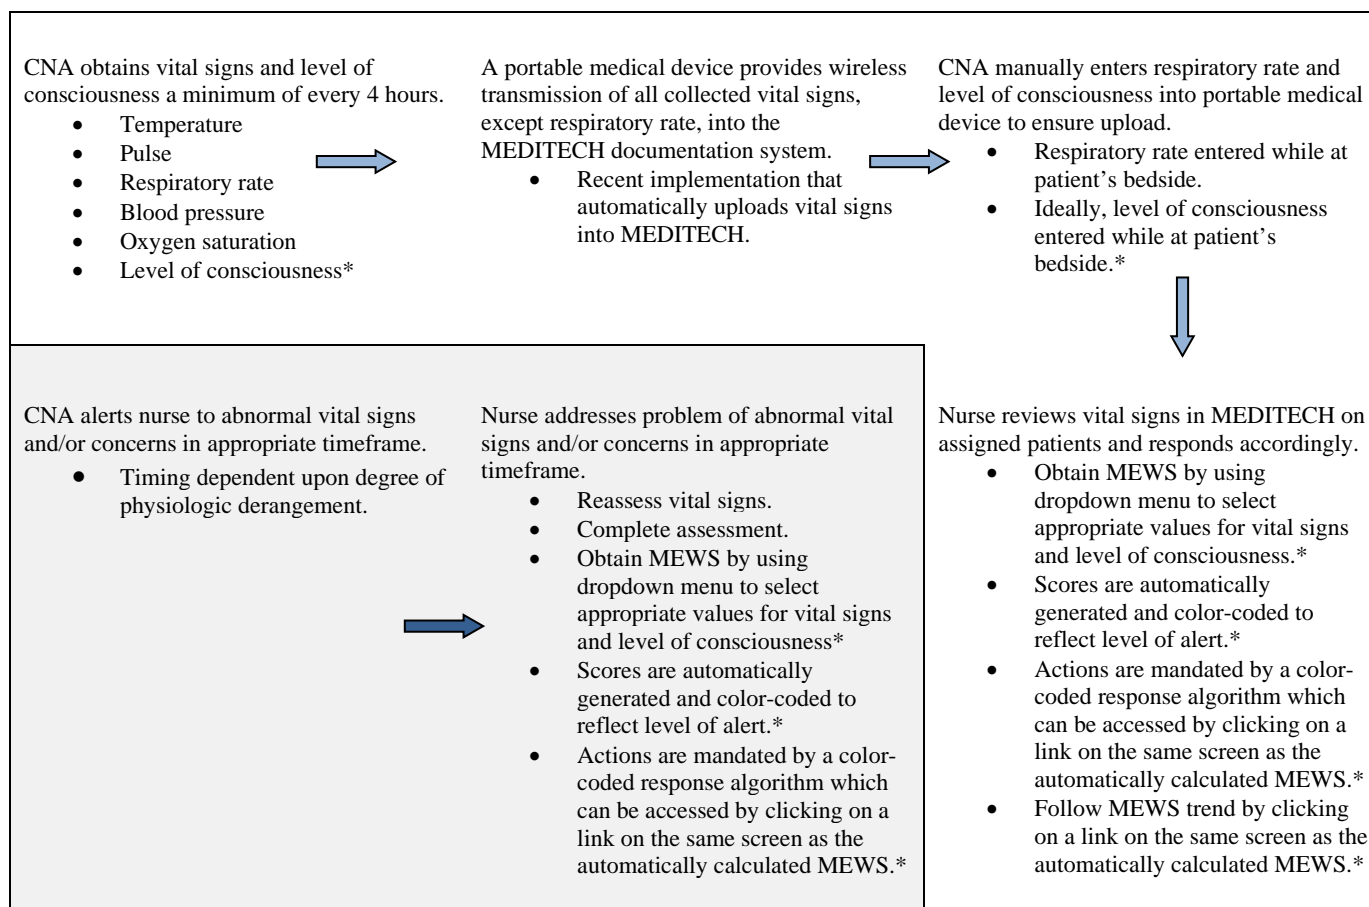 CNA obtains vital signs and level of
consciousness a minimum of every 4 hours.
• Temperature
• Pulse
• Respiratory rate
• Blood pressure
• Oxygen saturation
• Level of consciousness*
A portable medical device provides wireless
transmission of all collected vital signs,
except respiratory rate, into the
MEDITECH documentation system.
• Recent implementation that
automatically uploads vital signs
into MEDITECH.
CNA manually enters respiratory rate and
level of consciousness into portable medical
device to ensure upload.
• Respiratory rate entered while at
patient’s bedside.
• Ideally, level of consciousness
entered while at patient’s
bedside.*
CNA alerts nurse to abnormal vital signs
and/or concerns in appropriate timeframe.
• Timing dependent upon degree of
physiologic derangement.
Nurse addresses problem of abnormal vital
signs and/or concerns in appropriate
timeframe.
• Reassess vital signs.
• Complete assessment.
• Obtain MEWS by using
dropdown menu to select
appropriate values for vital signs
and level of consciousness*
• Scores are automatically
generated and color-coded to
reflect level of alert.*
• Actions are mandated by a color-
coded response algorithm which
can be accessed by clicking on a
link on the same screen as the
automatically calculated MEWS.*
Nurse reviews vital signs in MEDITECH on
assigned patients and responds accordingly.
• Obtain MEWS by using
dropdown menu to select
appropriate values for vital signs
and level of consciousness.*
• Scores are automatically
generated and color-coded to
reflect level of alert.*
• Actions are mandated by a color-
coded response algorithm which
can be accessed by clicking on a
link on the same screen as the
automatically calculated MEWS.*
• Follow MEWS trend by clicking
on a link on the same screen as the
automatically calculated MEWS.*